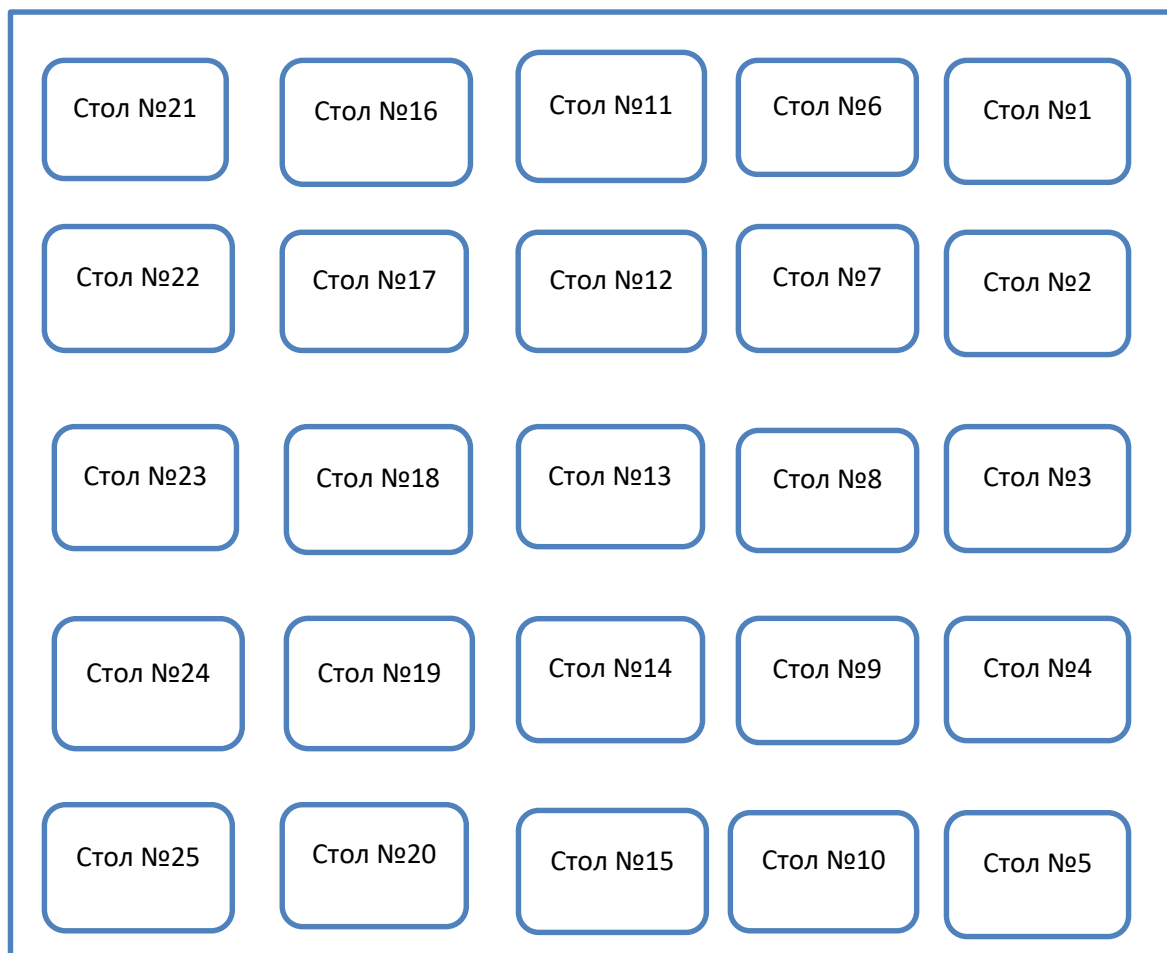 Стол №21
Стол №16
Стол №11
Стол №6
Стол №1
Стол №22
Стол №17
Стол №12
Стол №7
Стол №2
Стол №23
Стол №18
Стол №13
Стол №8
Стол №3
Стол №24
Стол №19
Стол №14
Стол №9
Стол №4
Стол №25
Стол №20
Стол №15
Стол №10
Стол №5